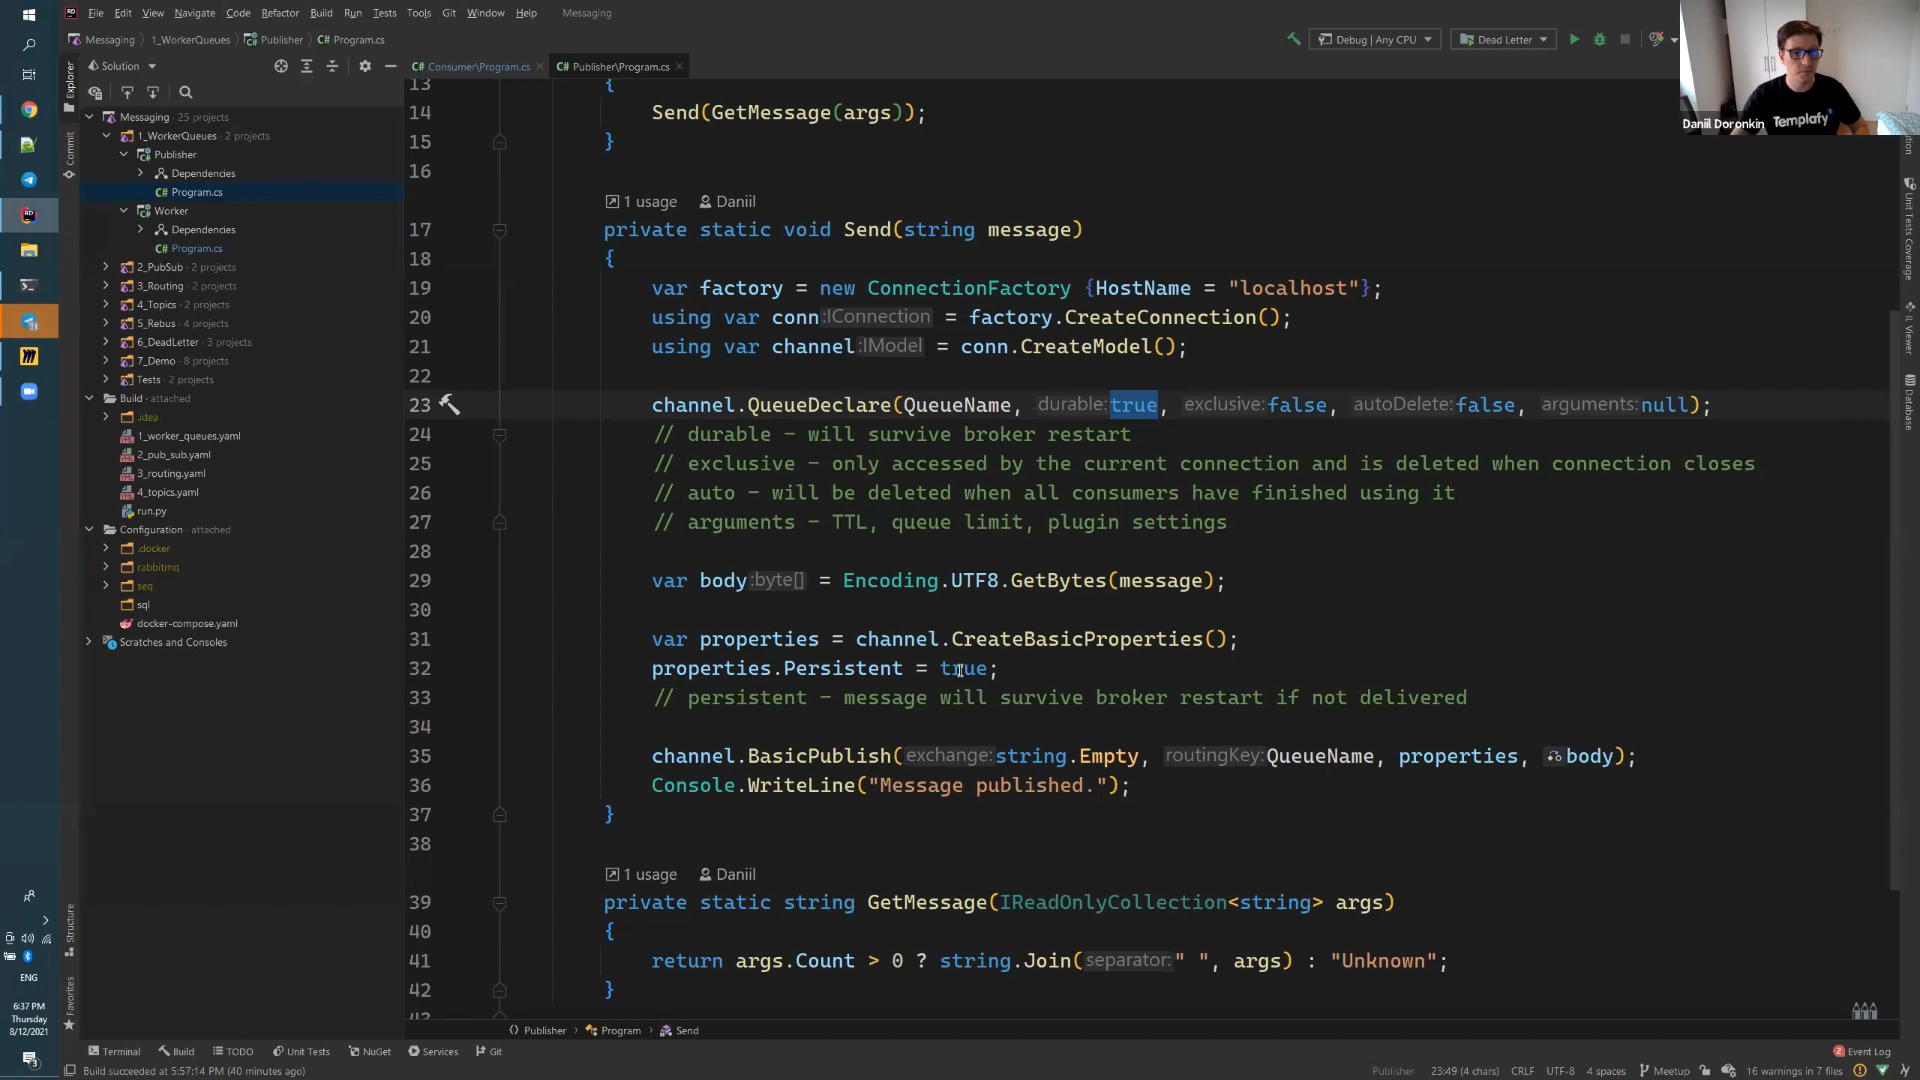 File Edit View Navigate Code Refactor Build Run Tests Tools Git Window Help Messaging
Messaging 1_WorkerQueues Publisher Program.cs
Debug | Any CPU
Dead Letter
Solution
Consumer\Program.cs
Publisher\Program.cs
Explorer
Commit
Structure
Favorites
Messaging 25 projects
1_WorkerQueues 2 projects
Publisher
Dependencies
C# Program.cs
Worker
Dependencies
C# Program.cs
2_PubSub 2 projects
3_Routing 2 projects
4_Topics 2 projects
5_Rebus 4 projects
6_DeadLetter 3 projects
7_Demo 8 projects
Tests 2 projects
Build attached
.idea
1_worker_queues.yaml
2_pub_sub.yaml
3_routing.yaml
4_topics.yaml
run.py
Configuration attached
.docker
rabbitmq
seq
sql
docker-compose.yaml
Scratches and Consoles
13 {
14 Send(GetMessage(args));
15 }
16
1 usage Daniil
17 private static void Send(string message)
18 {
19 var factory = new ConnectionFactory {HostName = "localhost"};
20 using var conn :IConnection = factory.CreateConnection();
21 using var channel :IModel = conn.CreateModel();
22
23 channel.QueueDeclare(QueueName, durable: true, exclusive: false, autoDelete: false, arguments: null);
24 // durable – will survive broker restart
25 // exclusive – only accessed by the current connection and is deleted when connection closes
26 // auto – will be deleted when all consumers have finished using it
27 // arguments – TTL, queue limit, plugin settings
28
29 var body :byte[] = Encoding.UTF8.GetBytes(message);
30
31 var properties = channel.CreateBasicProperties();
32 properties.Persistent = true;
33 // persistent – message will survive broker restart if not delivered
34
35 channel.BasicPublish(exchange: string.Empty, routingKey: QueueName, properties, body);
36 Console.WriteLine("Message published.");
37 }
38
1 usage Daniil
39 private static string GetMessage(IReadOnlyCollection<string> args)
40 {
41 return args.Count > 0 ? string.Join(separator: " ", args) : "Unknown";
42 }
Publisher Program Send
Daniil Doronkin
Templafy
Unit Tests Coverage
IL Viewer
Database
Terminal Build TODO Unit Tests NuGet Services Git
2 Event Log
Build succeeded at 5:57:14 PM (40 minutes ago)
Publisher 23:49 (4 chars) CRLF UTF-8 4 spaces Meetup 16 warnings in 7 files
ENG
6:37 PM
Thursday
8/12/2021